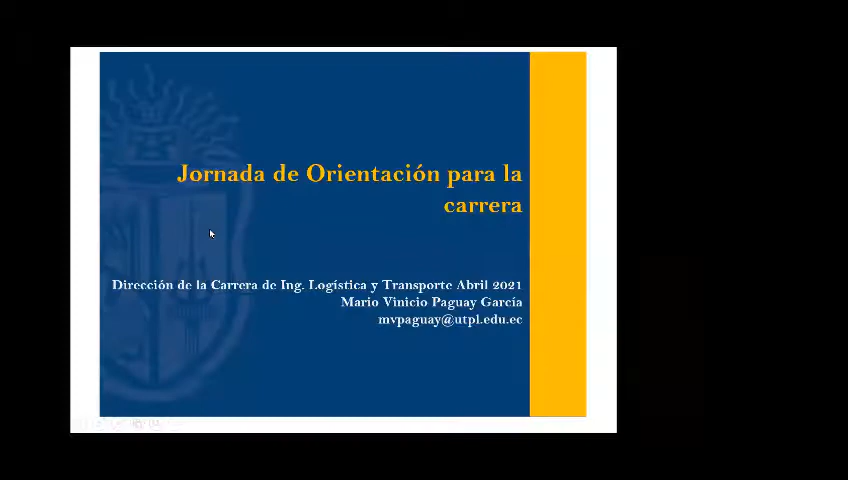 Jornada de Orientación para la
carrera
Dirección de la Carrera de Ing. Logística y Transporte Abril 2021
Mario Vinicio Paguay García
mvpaguay@utpl.edu.ec